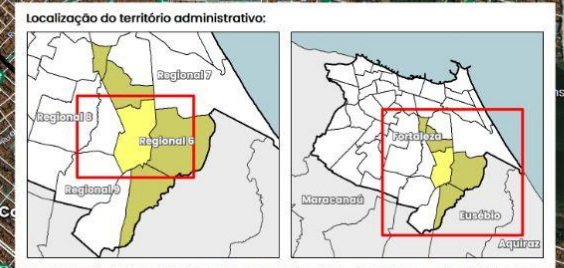 Localização do território administrativo:
Regional 7
Regional 8
Regional 6
Regional 9
Fortaleza
Maracanaú
Eusébio
Aquiraz